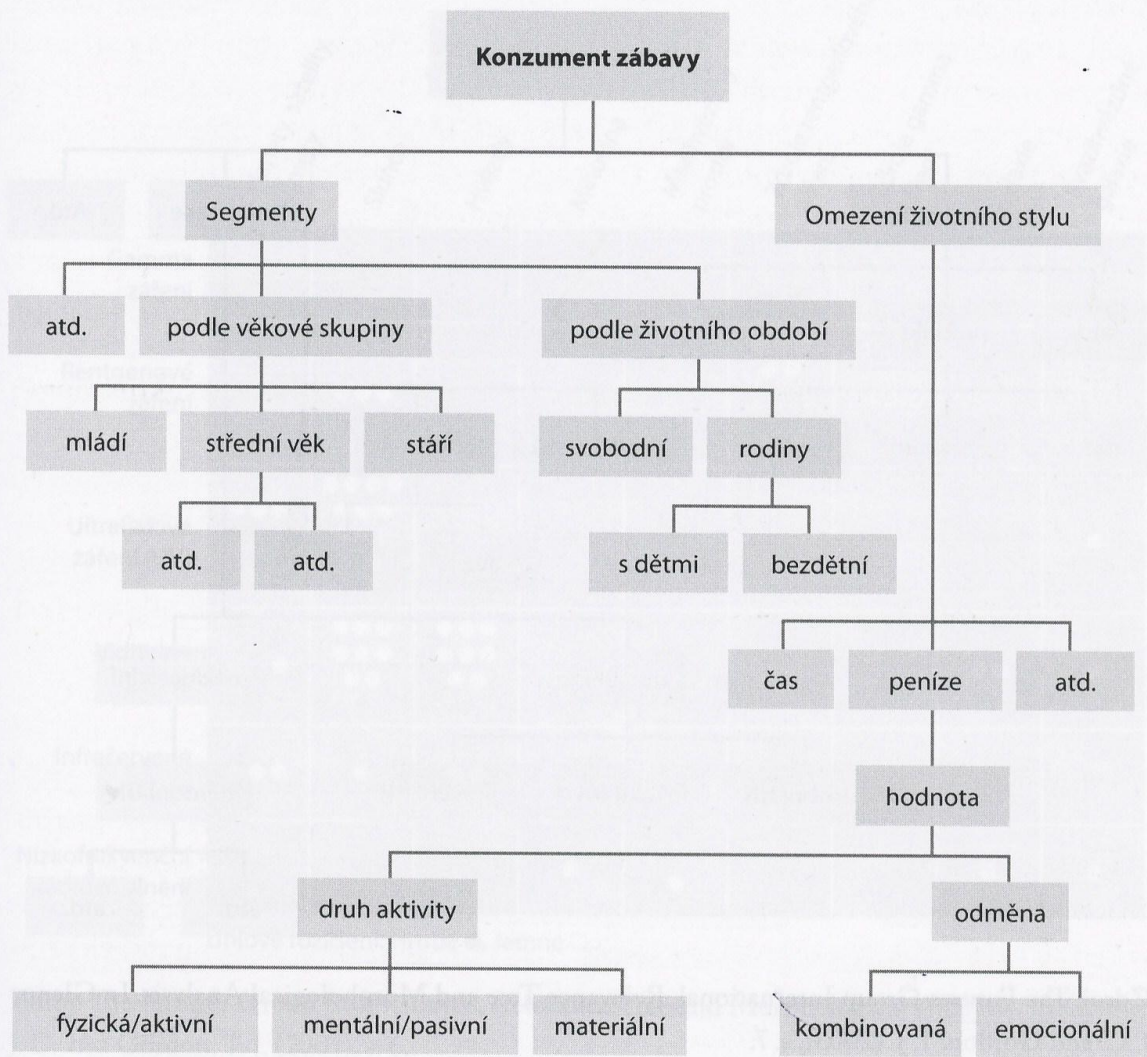 Konzument zábavy
Segmenty
Omezení životního stylu
atd.
podle věkové skupiny
podle životního období
mládí
střední věk
stáří
svobodní
rodiny
atd.
atd.
s dětmi
bezdětní
čas
peníze
atd.
hodnota
druh aktivity
odměna
fyzická/aktivní
mentální/pasivní
materiální
kombinovaná
emocionální